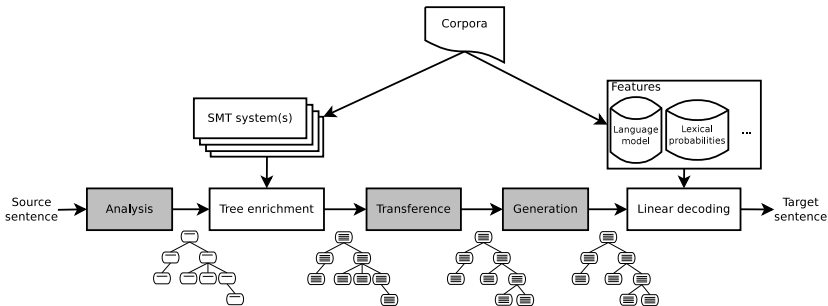 Corpora
SMT system(s)
Features
Language
model
Lexical
probabilities
...
Source
sentence
Analysis
Tree enrichment
Transference
Generation
Linear decoding
Target
sentence